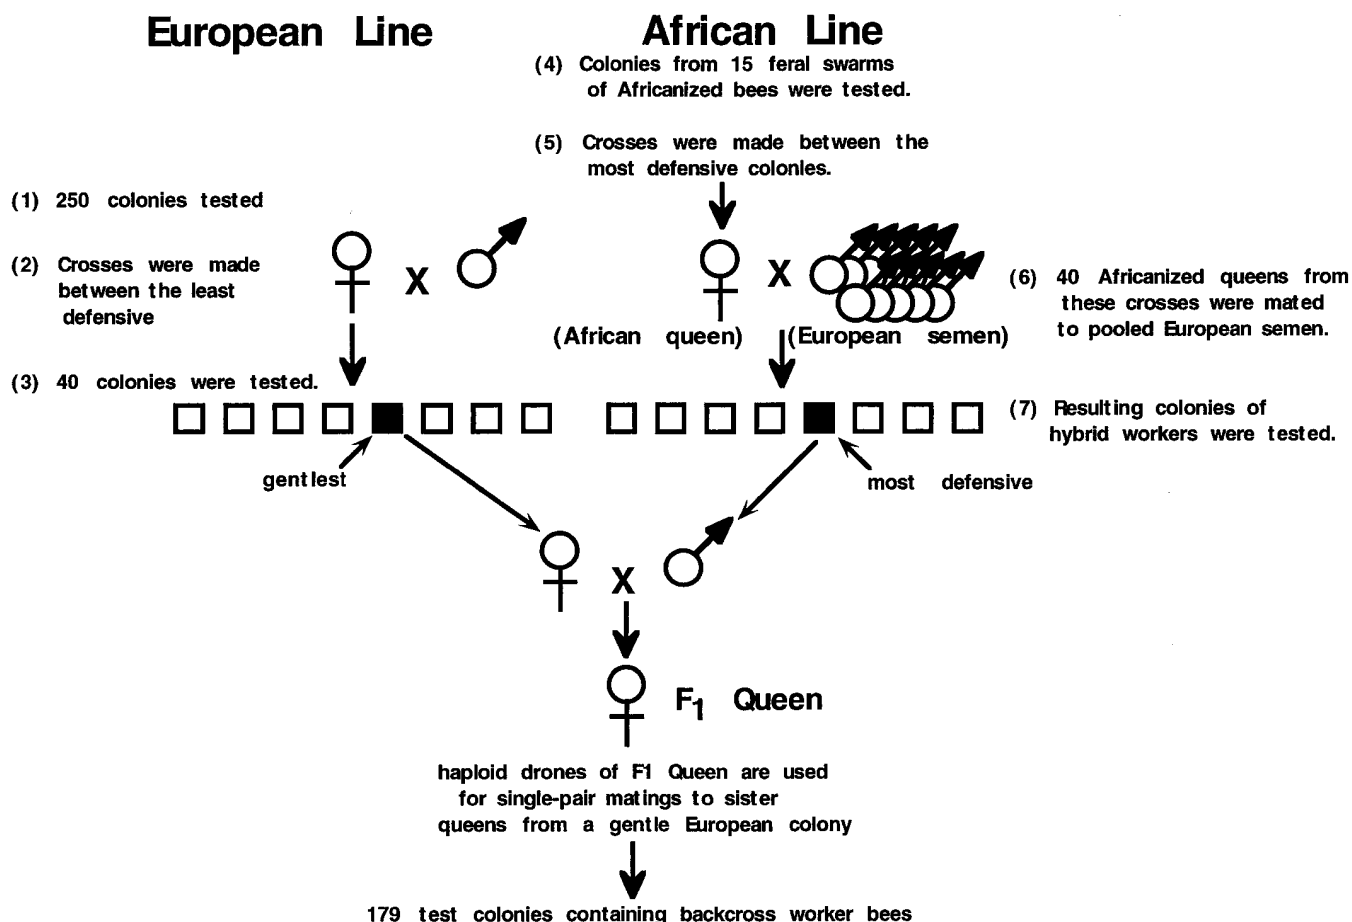 European Line
African Line
(4) Colonies from 15 feral swarms
of Africanized bees were tested.
(5) Crosses were made between the
most defensive colonies.
(1) 250 colonies tested
(2) Crosses were made
between the least
defensive
X
X
(African queen)
(European semen)
(6) 40 Africanized queens from
these crosses were mated
to pooled European semen.
(3) 40 colonies were tested.
(7) Resulting colonies of
hybrid workers were tested.
gentlest
most defensive
X
F1 Queen
haploid drones of F1 Queen are used
for single-pair matings to sister
queens from a gentle European colony
179 test colonies containing backcross worker bees